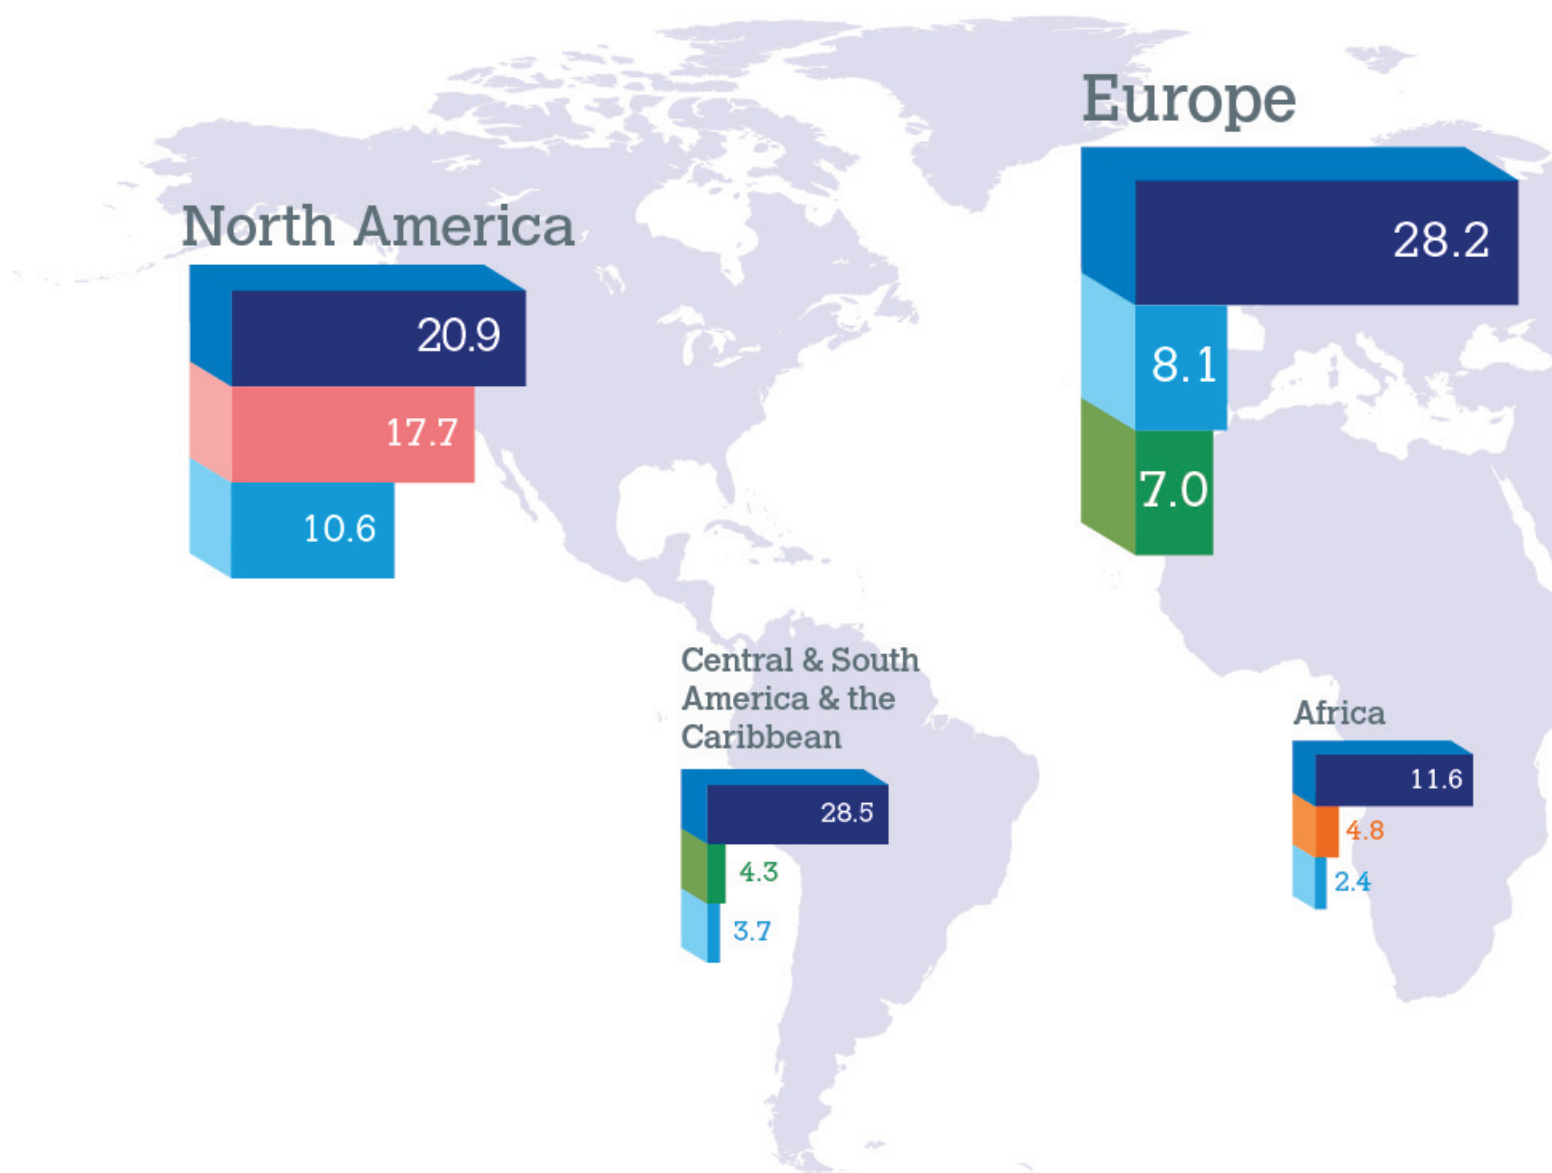 Europe
28.2
8.1
7.0
North America
20.9
17.7
10.6
Central & South
America & the
Caribbean
28.5
4.3
3.7
Africa
11.6
4.8
2.4